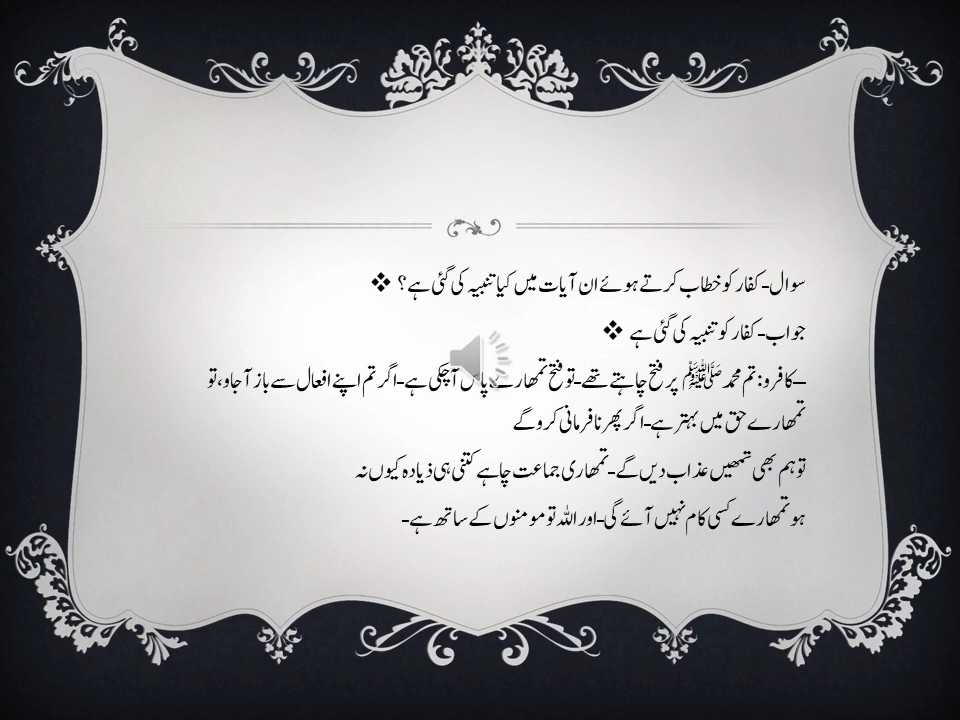 سوال- کفار کو خطاب کرتے ہوئے ان آیات میں کیا تنبیہ کی گئی ہے؟ ❖
جواب- کفار کو تنبیہ کی گئی ہے ❖
–کافرو: تم محمد ﷺ پر فتح چاہتے تھے- تو فتح تمھارے پاس آ چکی ہے- اگر تم اپنے افعال سے باز آ جاو، تو
تمھارے حق میں بہتر ہے- اگر پھر نافرمانی کرو گے
تو ہم بھی تمھیں عذاب دیں گے- تمھاری جماعت چاہے کتنی ہی ذیادہ کیوں نہ
ہو تمھارے کسی کام نہیں آئے گی- اور اللہ تو مومنوں کے ساتھ ہے-